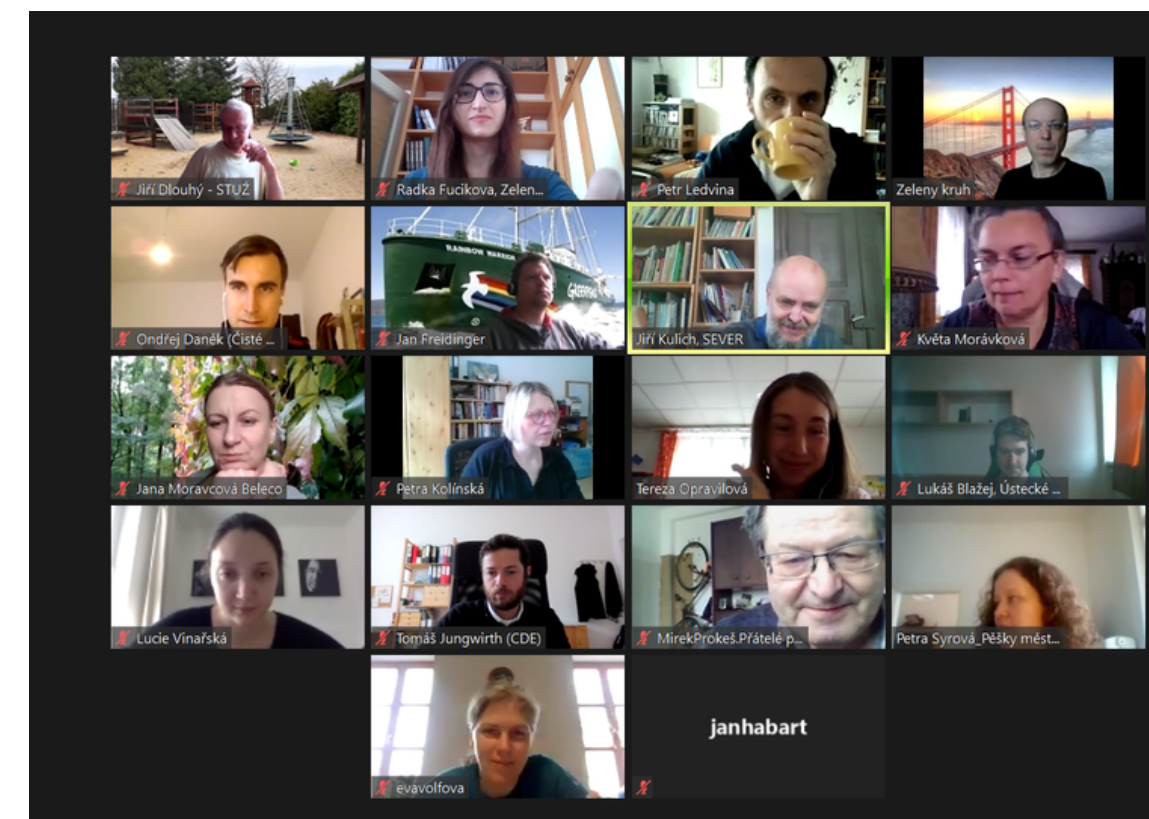 Jiří Dlouhý - STUŽ
Radka Fucikova, Zelen...
Petr Ledvina
Zeleny kruh
Ondřej Daněk (Čisté ...
RAINBOW WARRIOR
GREENPEACE
Jan Freidinger
Jiří Kulich, SEVER
Květa Morávková
Jana Moravcová Beleco
Petra Kolínská
Tereza Opravilová
Lukáš Blažej, Ústecké ...
Lucie Vinařská
Tomáš Jungwirth (CDE)
MirekProkeš.Přátelé p...
Petra Syrová_Pěšky měst...
evavolfova
janhabart